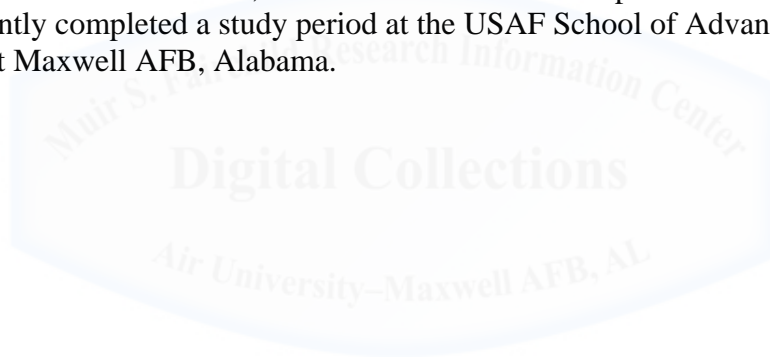 ntly completed a study period at the USAF School of Advan
t Maxwell AFB, Alabama.
Muir S. Fairchild Research Information Center
Digital Collections
Air University–Maxwell AFB, AL